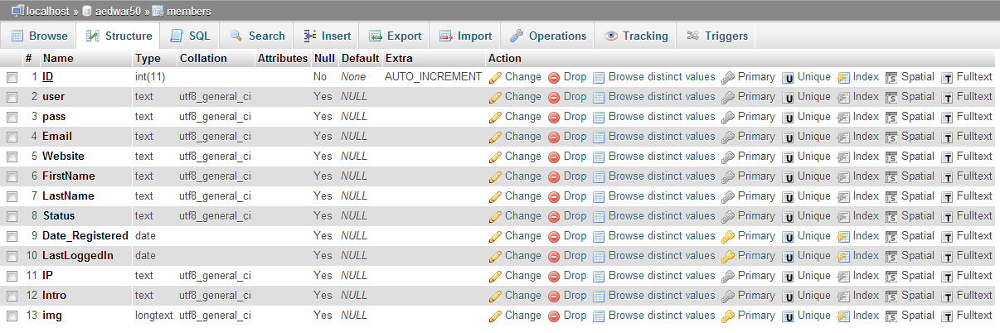 localhost » aedwar50 » members
Browse Structure SQL Search Insert Export Import Operations Tracking Triggers
# Name Type Collation Attributes Null Default Extra Action
1 ID int(11) No None AUTO_INCREMENT Change Drop Browse distinct values Primary Unique Index Spatial Fulltext
2 user text utf8_general_ci Yes NULL Change Drop Browse distinct values Primary Unique Index Spatial Fulltext
3 pass text utf8_general_ci Yes NULL Change Drop Browse distinct values Primary Unique Index Spatial Fulltext
4 Email text utf8_general_ci Yes NULL Change Drop Browse distinct values Primary Unique Index Spatial Fulltext
5 Website text utf8_general_ci Yes NULL Change Drop Browse distinct values Primary Unique Index Spatial Fulltext
6 FirstName text utf8_general_ci Yes NULL Change Drop Browse distinct values Primary Unique Index Spatial Fulltext
7 LastName text utf8_general_ci Yes NULL Change Drop Browse distinct values Primary Unique Index Spatial Fulltext
8 Status text utf8_general_ci Yes NULL Change Drop Browse distinct values Primary Unique Index Spatial Fulltext
9 Date_Registered date Yes NULL Change Drop Browse distinct values Primary Unique Index Spatial Fulltext
10 LastLoggedIn date Yes NULL Change Drop Browse distinct values Primary Unique Index Spatial Fulltext
11 IP text utf8_general_ci Yes NULL Change Drop Browse distinct values Primary Unique Index Spatial Fulltext
12 Intro text utf8_general_ci Yes NULL Change Drop Browse distinct values Primary Unique Index Spatial Fulltext
13 img longtext utf8_general_ci Yes NULL Change Drop Browse distinct values Primary Unique Index Spatial Fulltext